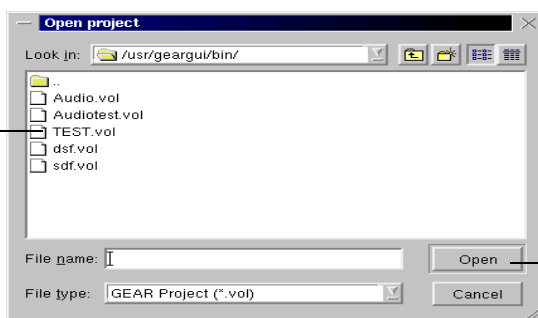 Open project
Look in: /usr/geargui/bin/
..
Audio.vol
Audiotest.vol
TEST.vol
dsf.vol
sdf.vol
File name:
Open
File type: GEAR Project (*.vol)
Cancel